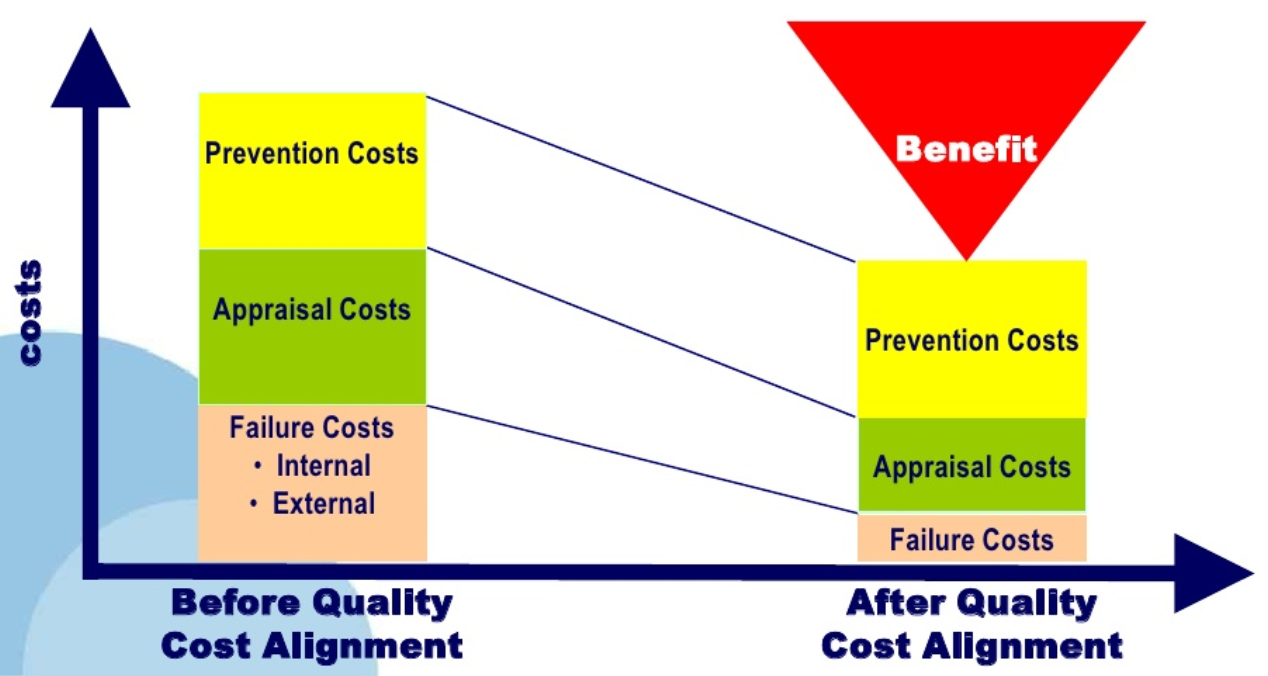 costs
Prevention Costs
Appraisal Costs
Failure Costs
• Internal
• External
Before Quality
Cost Alignment
Benefit
Prevention Costs
Appraisal Costs
Failure Costs
After Quality
Cost Alignment